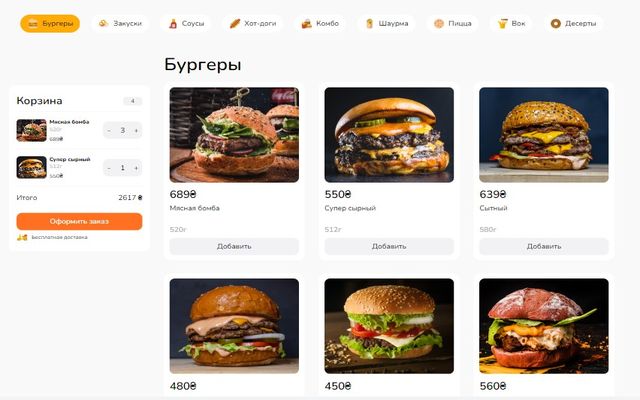 Бургеры
Закуски
Соусы
Хот-доги
Комбо
Шаурма
Пицца
Вок
Десерты
Бургеры
Корзина
4
Мясная бомба
520г
689₴
- 3 +
Супер сырный
512г
550₴
- 1 +
Итого
2617 ₴
Оформить заказ
Бесплатная доставка
689₴
Мясная бомба
520г
Добавить
550₴
Супер сырный
512г
Добавить
639₴
Сытный
580г
Добавить
480₴
450₴
560₴